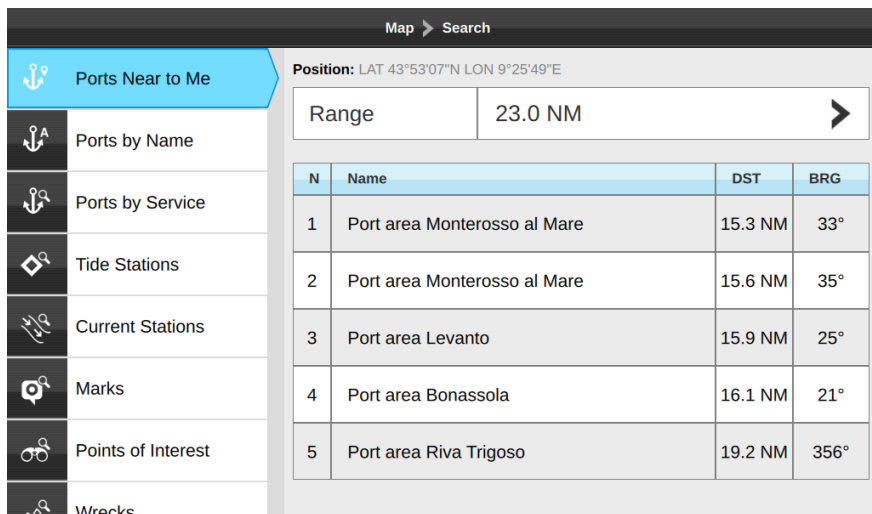 Map Search
Ports Near to Me
Ports by Name
Ports by Service
Tide Stations
Current Stations
Marks
Points of Interest
Wrecks
Position: LAT 43°53'07"N LON 9°25'49"E
Range 23.0 NM
N Name DST BRG
1 Port area Monterosso al Mare 15.3 NM 33°
2 Port area Monterosso al Mare 15.6 NM 35°
3 Port area Levanto 15.9 NM 25°
4 Port area Bonassola 16.1 NM 21°
5 Port area Riva Trigoso 19.2 NM 356°